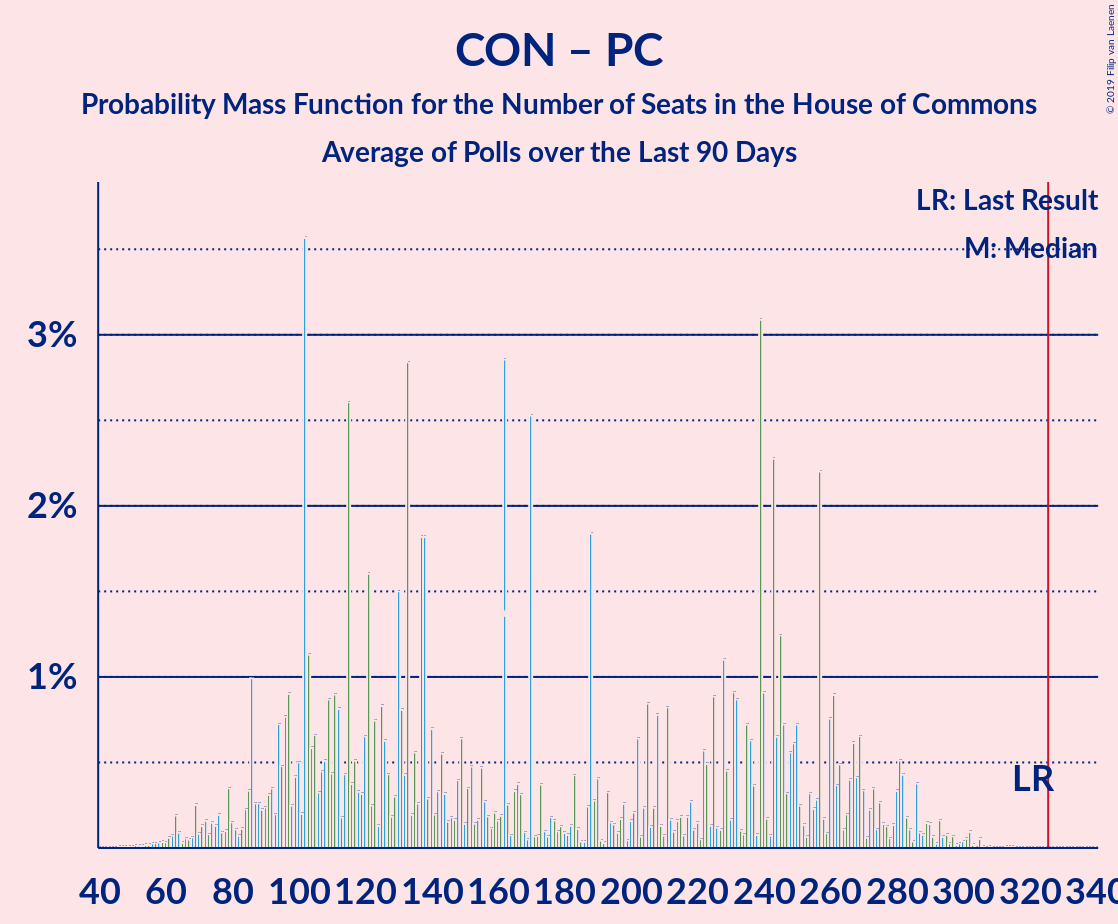 CON – PC
Probability Mass Function for the Number of Seats in the House of Commons
Average of Polls over the Last 90 Days
© 2019 Filip van Laenen
LR: Last Result
M: Median
3%
2%
1%
LR
40 60 80 100 120 140 160 180 200 220 240 260 280 300 320 340